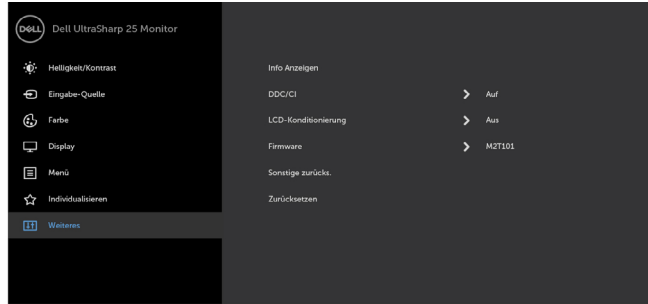 DELL Dell UltraSharp 25 Monitor
Helligkeit/Kontrast
Eingabe-Quelle
Farbe
Display
Menü
Individualisieren
Weiteres
Info Anzeigen
DDC/CI Auf
LCD-Konditionierung Aus
Firmware M2T101
Sonstige zurücks.
Zurücksetzen